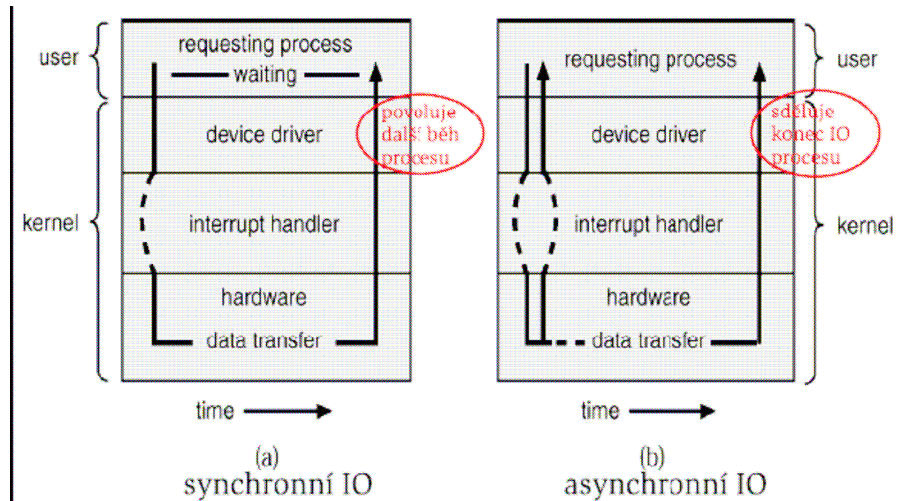 user
requesting process
waiting
povoluje
další běh
procesu
device driver
kernel
interrupt handler
hardware
data transfer
time
(a)
synchronní IO
requesting process
user
sděluje
konec IO
procesu
device driver
interrupt handler
kernel
hardware
data transfer
time
(b)
asynchronní IO